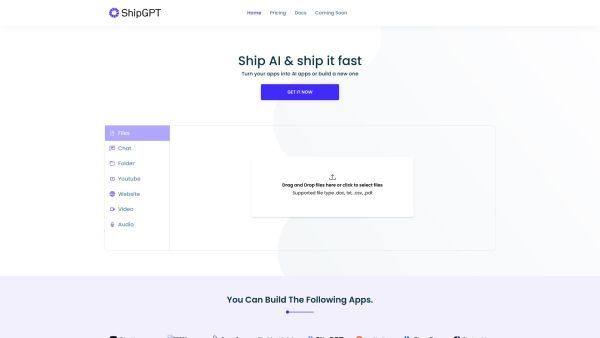 ShipGPT
Home Pricing Docs Coming Soon
Ship AI & ship it fast
Turn your apps into AI apps or build a new one
GET IT NOW
Files
Chat
Folder
Youtube
Website
Video
Audio
Drag and Drop files here or click to select files
Supported file type .doc, txt, .csv, .pdf
You Can Build The Following Apps.